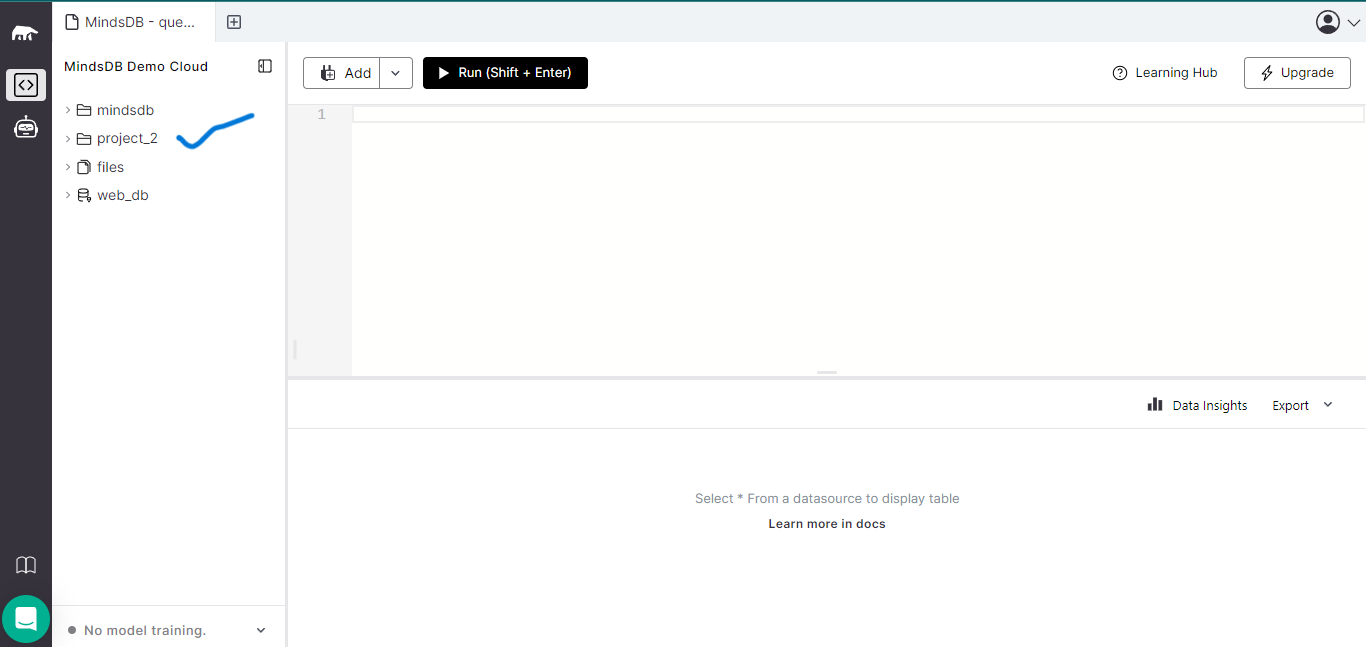 MindsDB - que...
MindsDB Demo Cloud
Add
Run (Shift + Enter)
Learning Hub
Upgrade
mindsdb
project_2
files
web_db
1
Data Insights
Export
Select * From a datasource to display table
Learn more in docs
No model training.